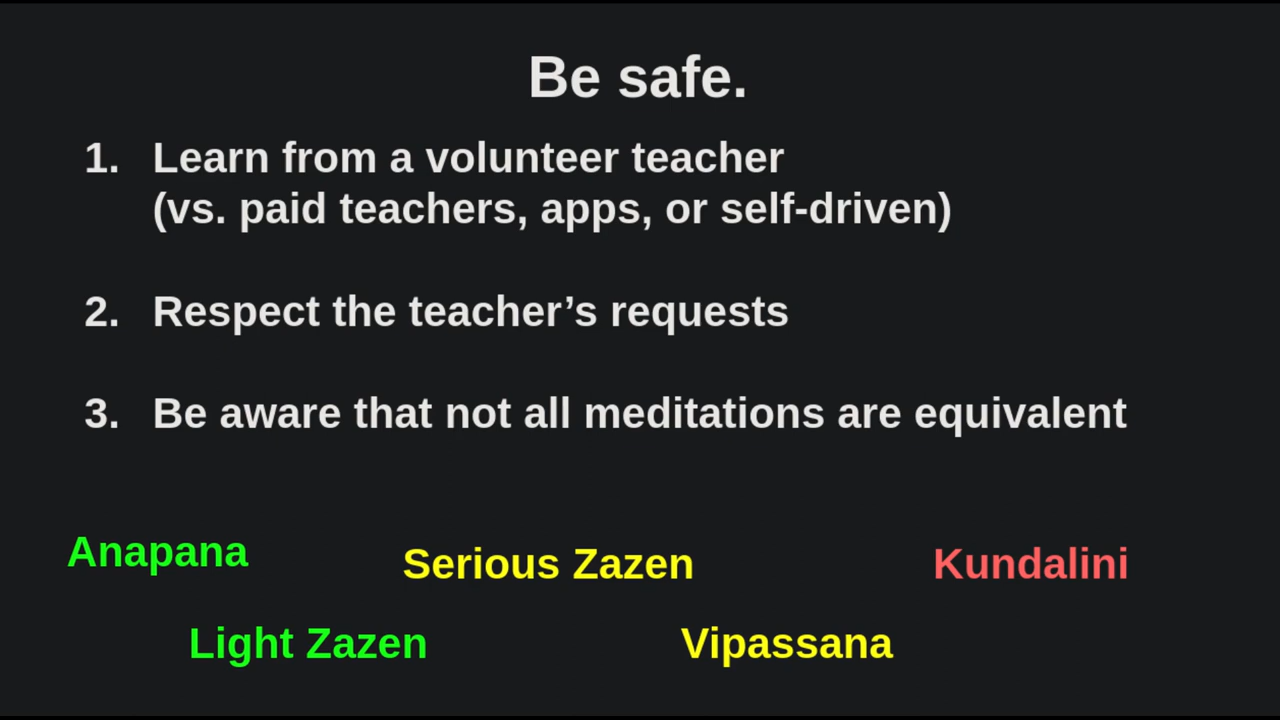 Be safe.
1. Learn from a volunteer teacher
(vs. paid teachers, apps, or self-driven)
2. Respect the teacher’s requests
3. Be aware that not all meditations are equivalent
Anapana
Serious Zazen
Kundalini
Light Zazen
Vipassana